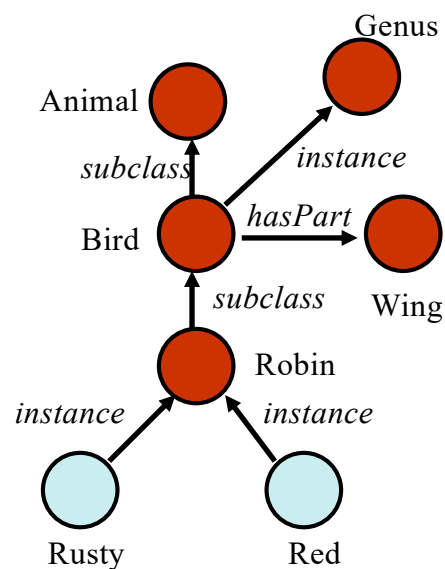 Genus
Animal
subclass
instance
hasPart
Bird
subclass
Wing
Robin
instance
instance
Rusty
Red